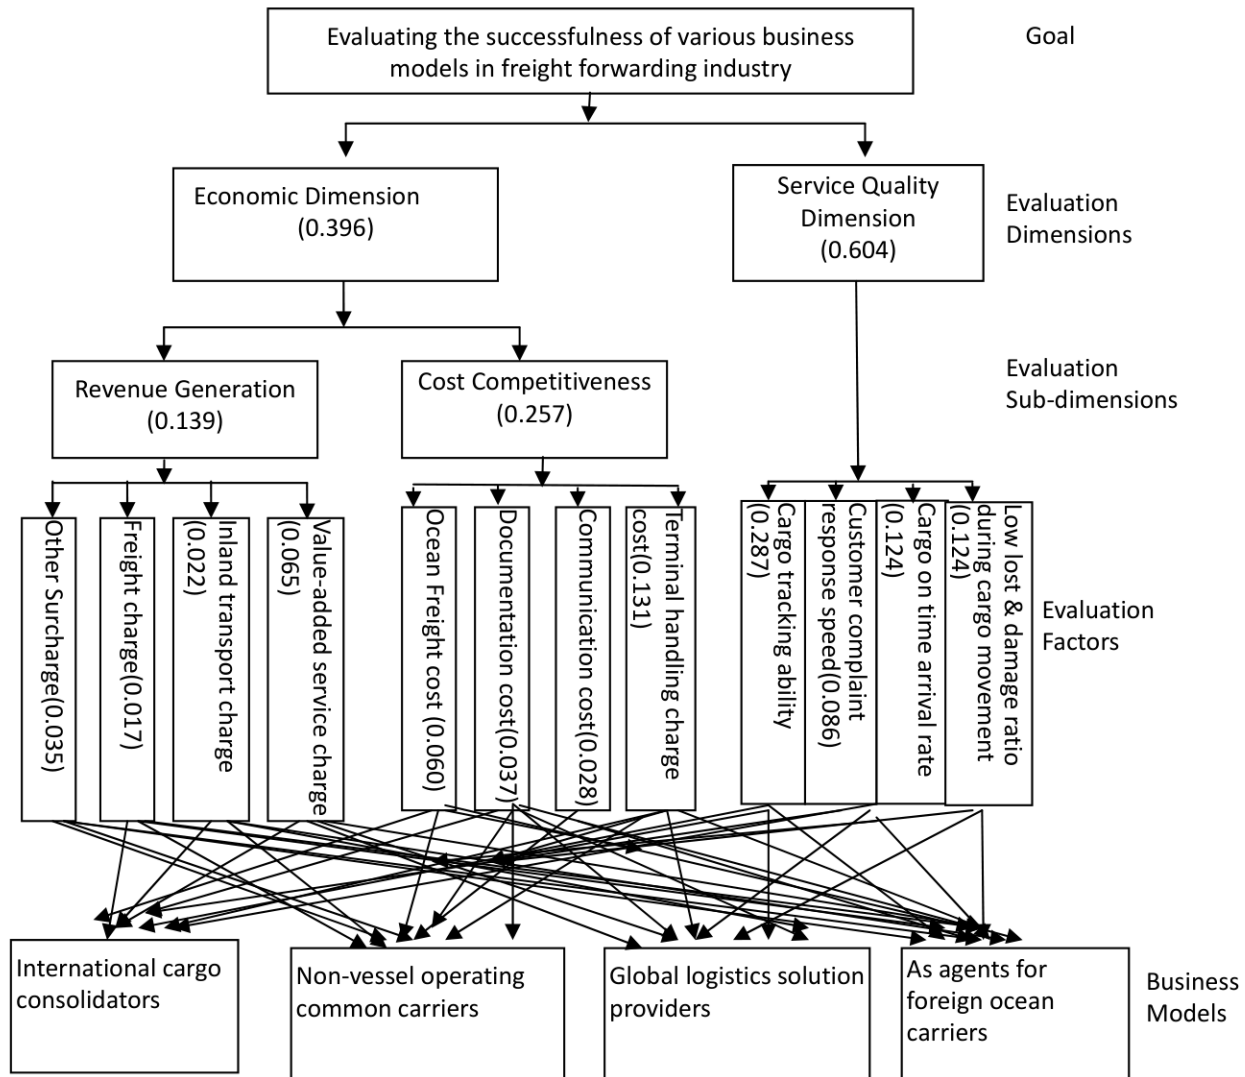 Evaluating the successfulness of various business
models in freight forwarding industry
Goal
Economic Dimension
(0.396)
Service Quality
Dimension
(0.604)
Evaluation
Dimensions
Revenue Generation
(0.139)
Cost Competitiveness
(0.257)
Evaluation
Sub-dimensions
Other Surcharge(0.035)
Freight charge(0.017)
Inland transport charge
(0.022)
Value-added service charge
(0.065)
Ocean Freight cost (0.060)
Documentation cost(0.037)
Communication cost(0.028)
Terminal handling charge
cost(0.131)
Cargo tracking ability
(0.287)
Customer complaint
response speed(0.086)
Cargo on time arrival rate
(0.124)
Low lost & damage ratio
during cargo movement
(0.124)
Evaluation
Factors
International cargo
consolidators
Non-vessel operating
common carriers
Global logistics solution
providers
As agents for
foreign ocean
carriers
Business
Models